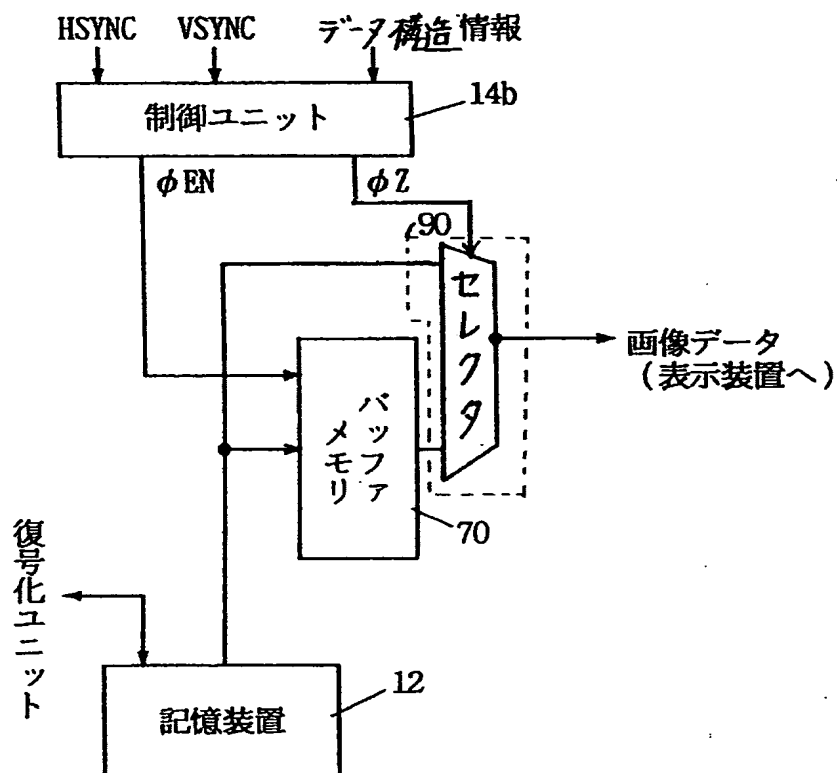 HSYNC VSYNC データ構造情報
制御ユニット
14b
φEN
φZ
90
セレクタ
画像データ
(表示装置へ)
バッファ
メモリ
70
復号化ユニット
12
記憶装置